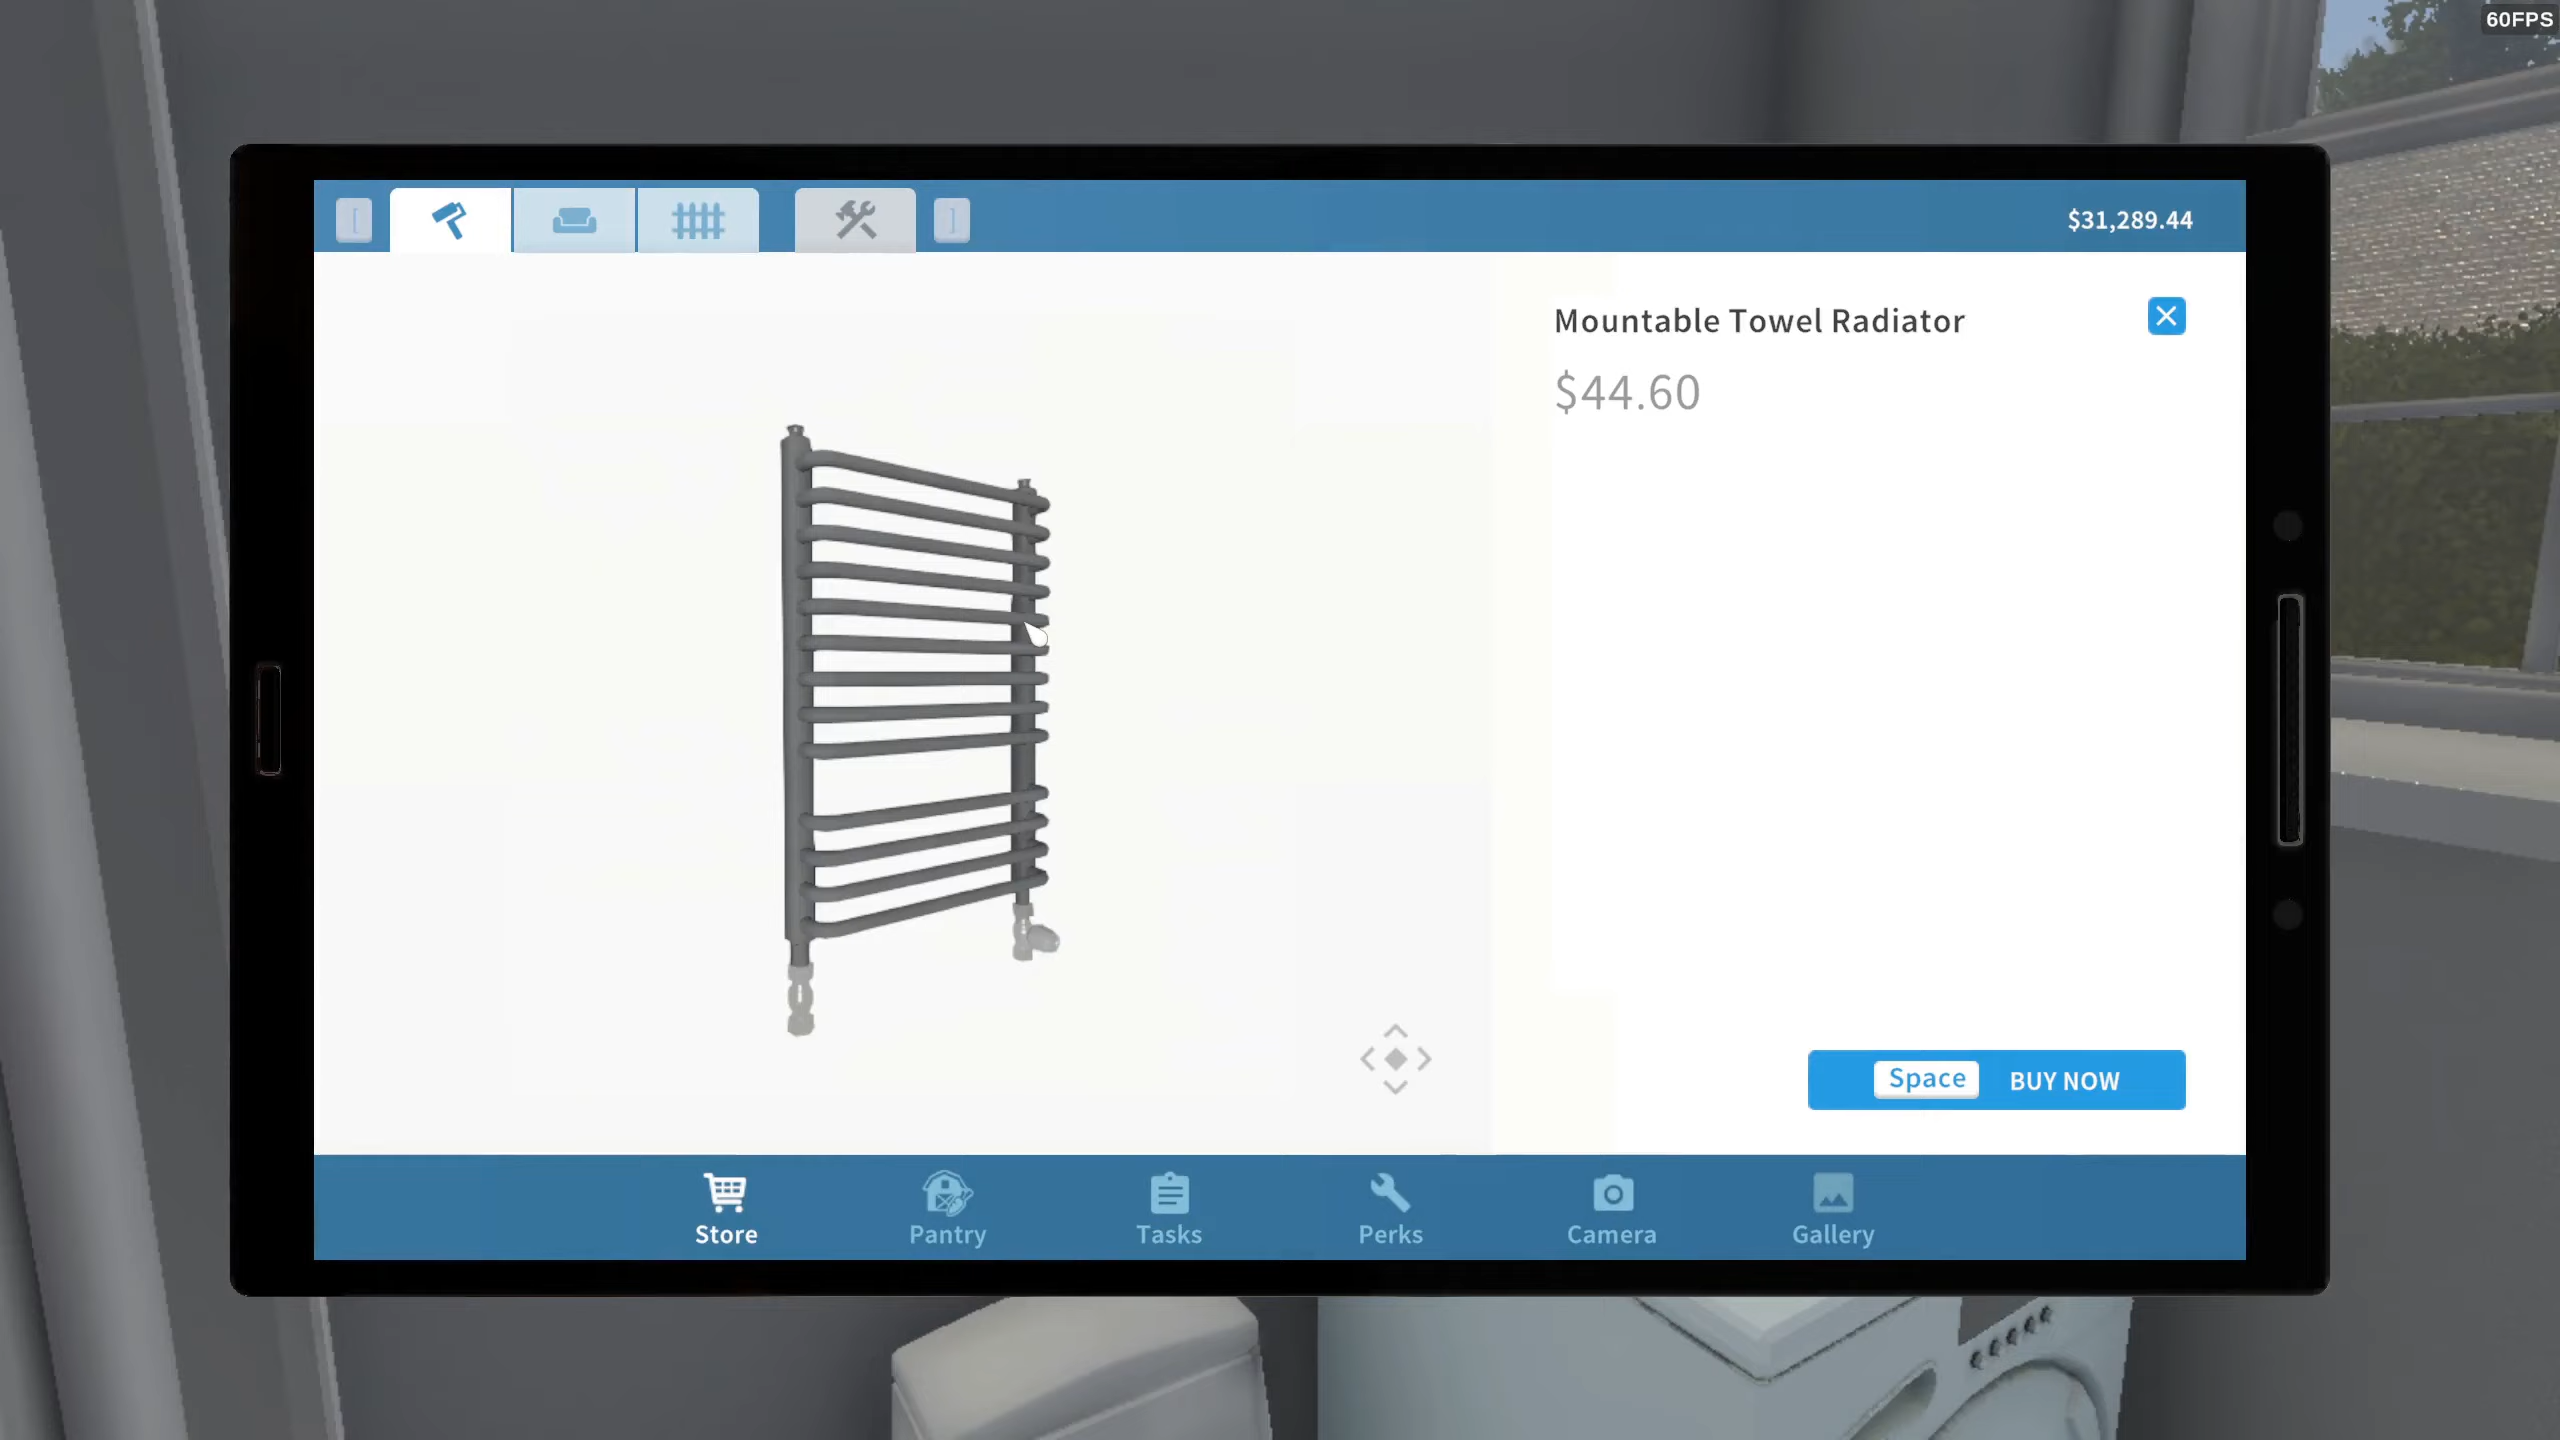 60FPS
[
]
$31,289.44
Mountable Towel Radiator
$44.60
Space BUY NOW
Store
Pantry
Tasks
Perks
Camera
Gallery